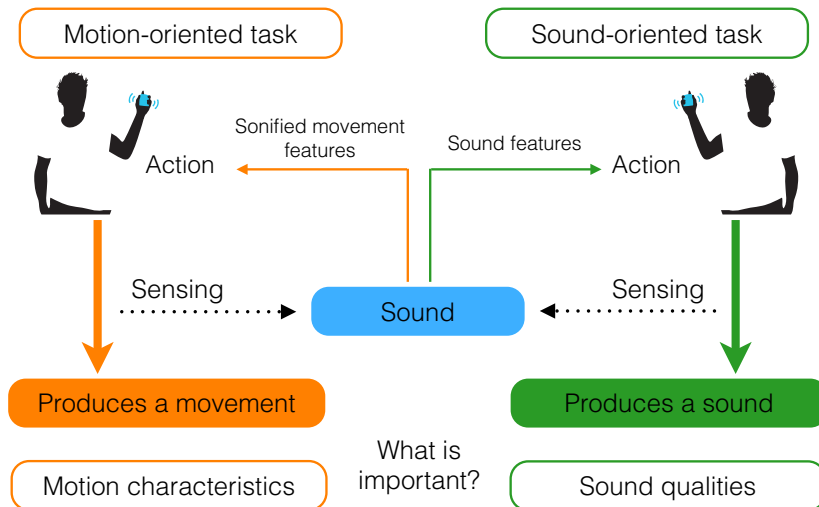 Motion-oriented task
Sound-oriented task
Sonified movement
features
Sound features
Action
Action
Sensing
Sensing
Sound
Produces a movement
Produces a sound
What is
important?
Motion characteristics
Sound qualities